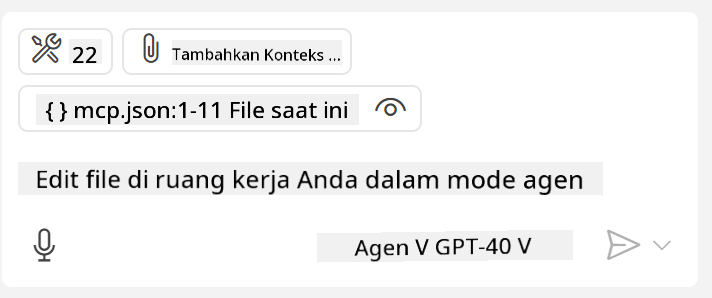 22 Tambahkan Konteks ...
{ } mcp.json:1-11 File saat ini
Edit file di ruang kerja Anda dalam mode agen
Agen V GPT-40 V